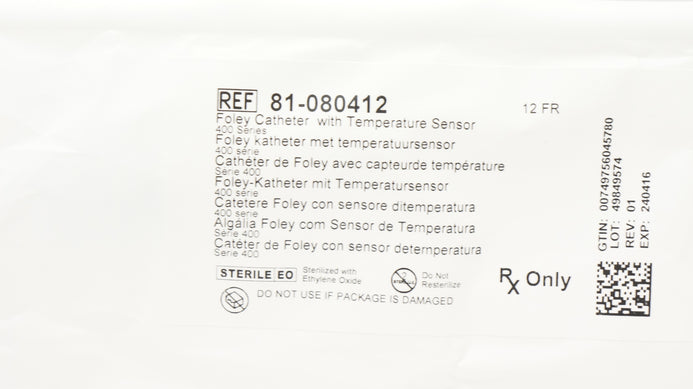 REF 81-080412
12 FR
Foley Catheter with Temperature Sensor
400 Series
Foley katheter met temperatuursensor
400 serie
Cathéter de Foley avec capteurde température
Série 400
Foley-Katheter mit Temperatursensor
400 serie
Catetere Foley con sensore ditemperatura
400 serie
Algália Foley com Sensor de Temperatura
Série 400
Catéter de Foley con sensor detemperatura
Serie 400
STERILE EO
Sterilized with
Ethylene Oxide
Do Not
Resterilize
DO NOT USE IF PACKAGE IS DAMAGED
Rx Only
GTIN: 00749756045780
LOT: 49849574
REV: 01
EXP: 240416